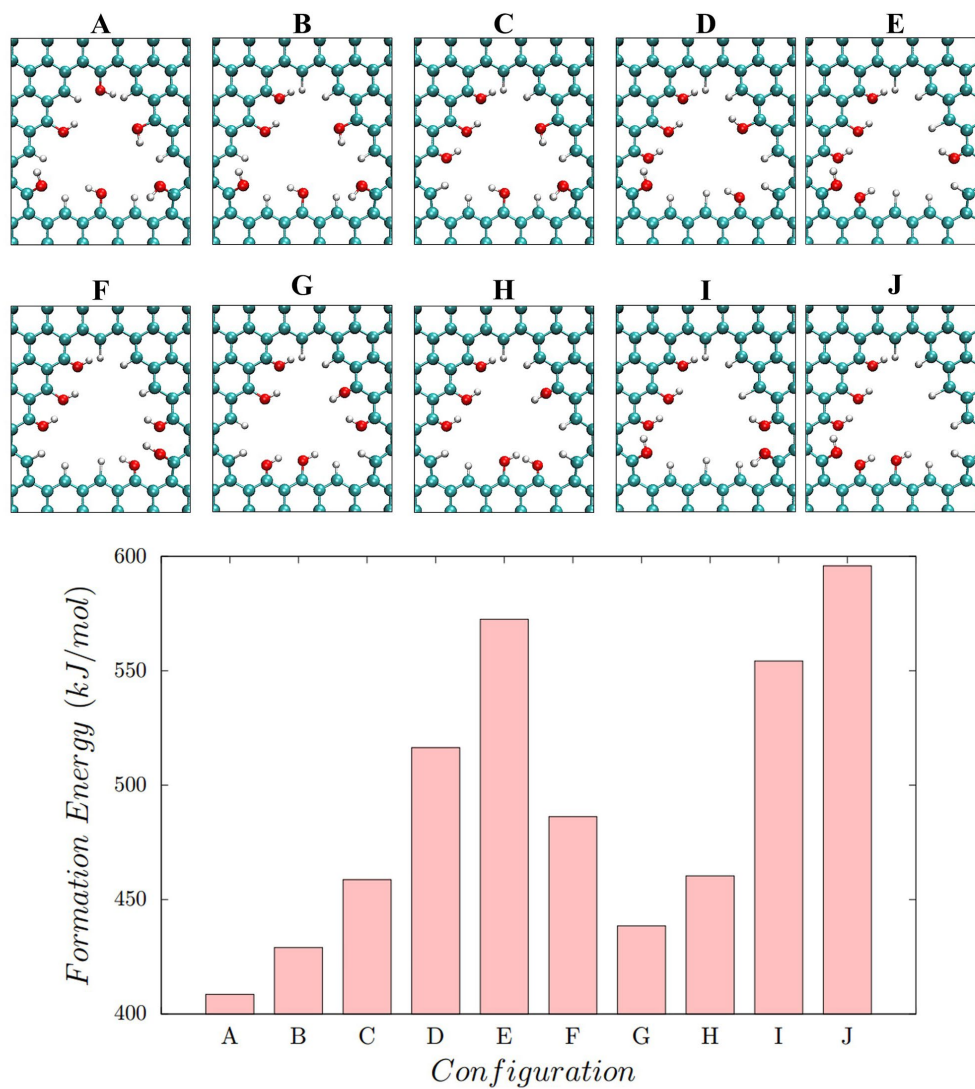 A B C D E
F G H I J
600
550
500
450
400
Formation Energy (kJ/mol)
A B C D E F G H I J
Configuration